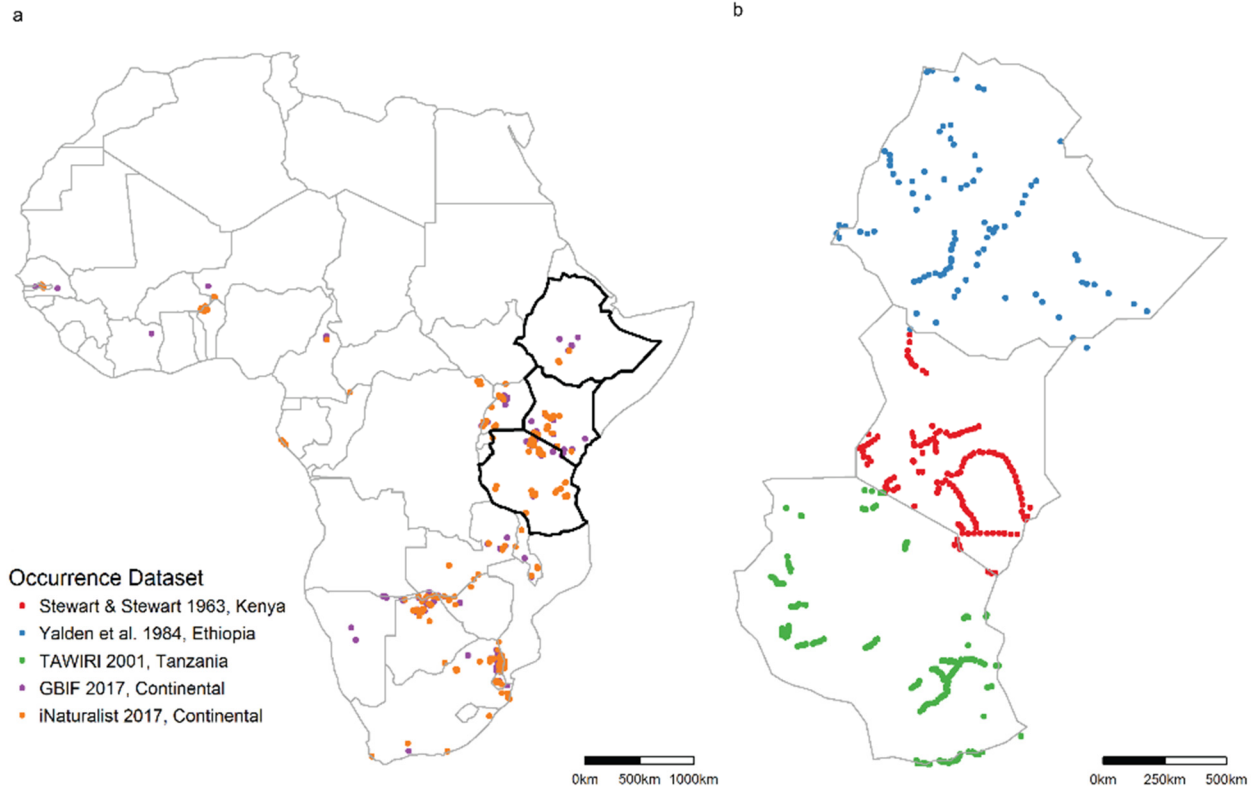 a
b
Occurrence Dataset
Stewart & Stewart 1963, Kenya
Yalden et al. 1984, Ethiopia
TAWIRI 2001, Tanzania
GBIF 2017, Continental
iNaturalist 2017, Continental
0km 500km 1000km
0km 250km 500km